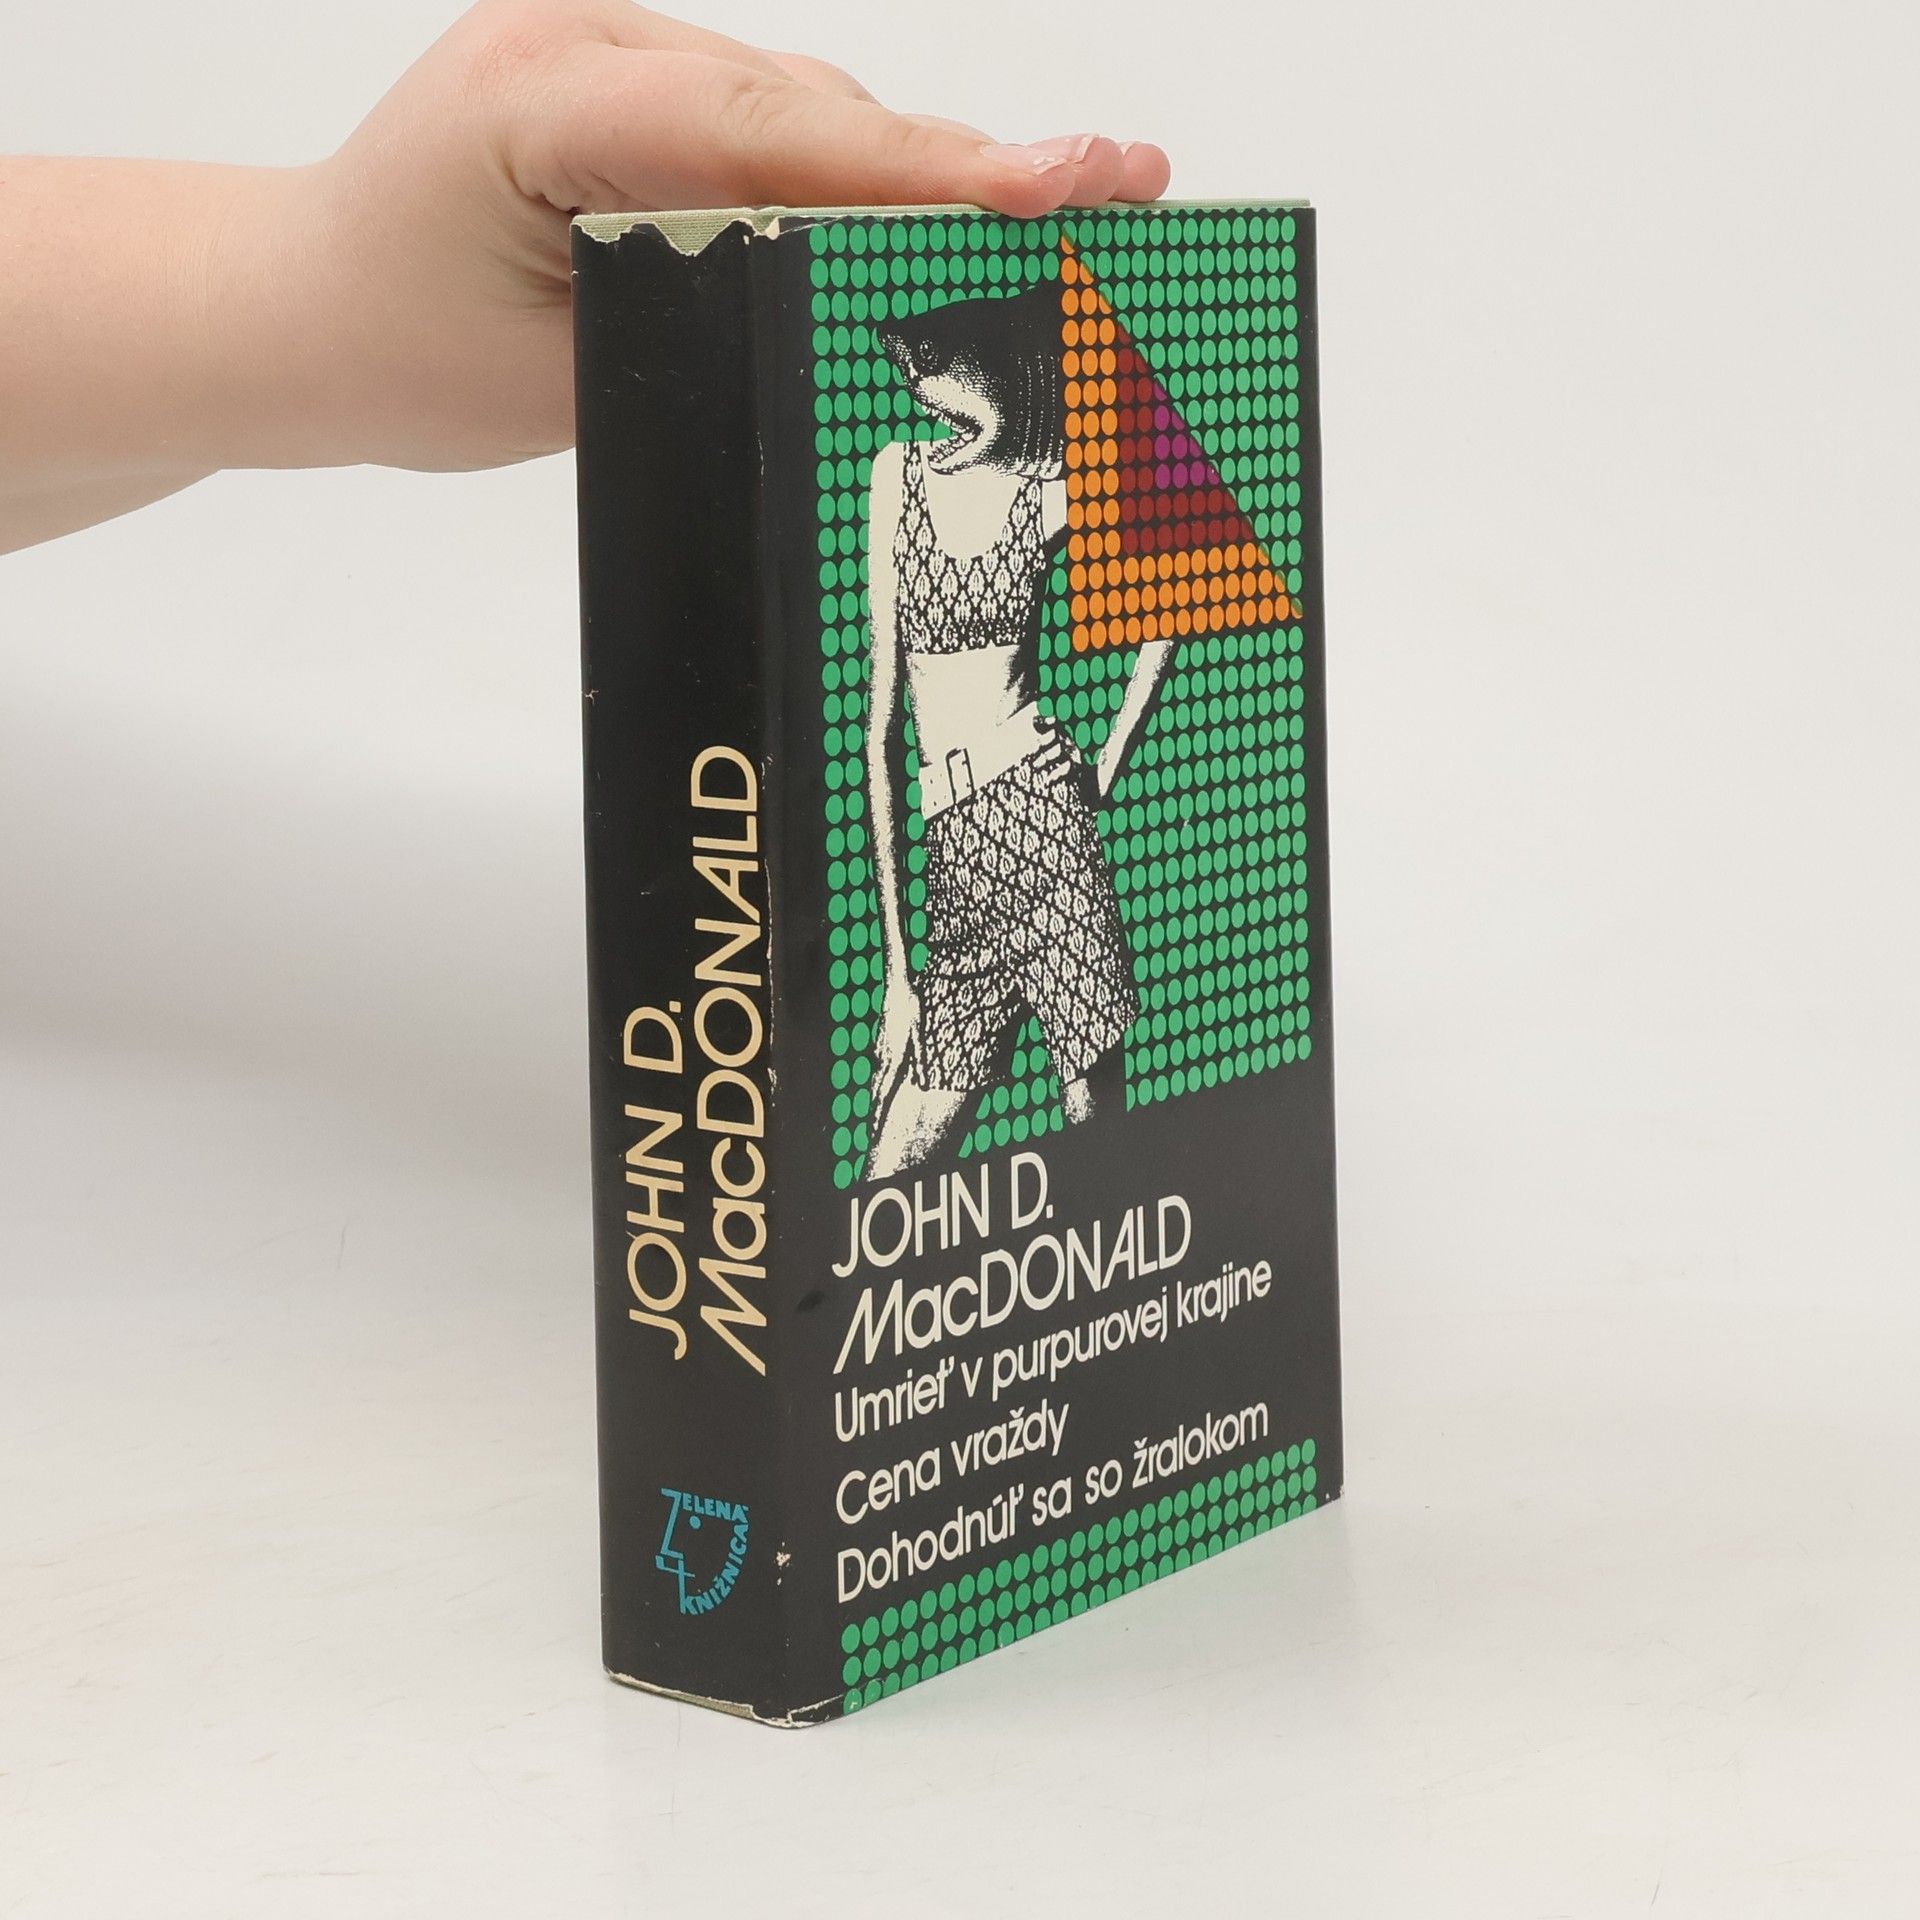 JOHN D.
MacDONALD
ZELENÁ
KNIŽNICA
JOHN D.
MacDONALD
Umrieť v purpurovej krajine
Cena vraždy
Dohodnúť sa so žralokom